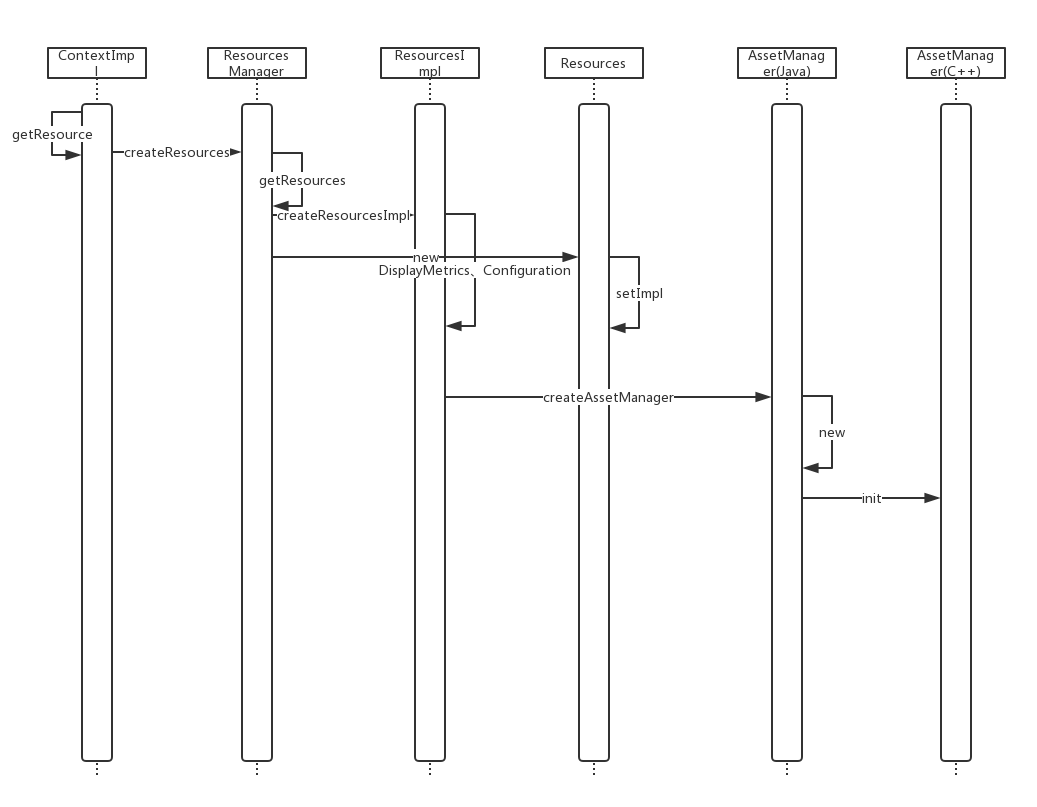 ContextImp
l
Resources
Manager
ResourcesI
mpl
Resources
AssetManag
er(Java)
AssetManag
er(C++)
getResource
createResources
getResources
createResourcesImpl
new
DisplayMetrics、Configuration
setImpl
createAssetManager
new
init